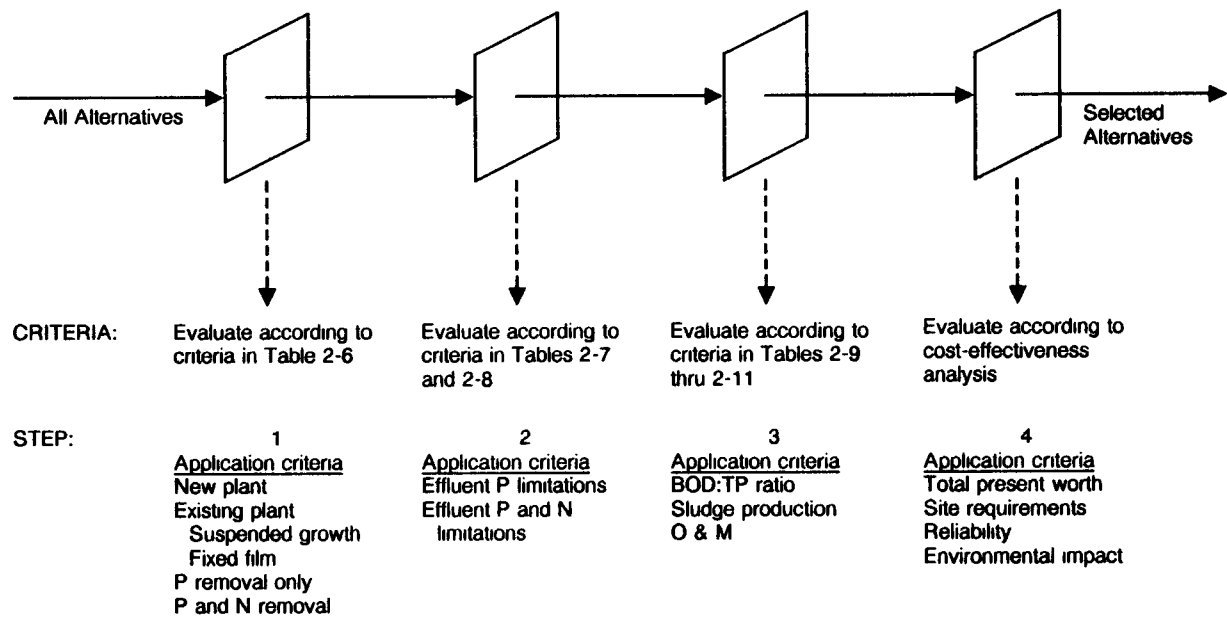 All Alternatives
Selected
Alternatives
CRITERIA:
Evaluate according to
criteria in Table 2-6
Evaluate according to
criteria in Tables 2-7
and 2-8
Evaluate according to
criteria in Tables 2-9
thru 2-11
Evaluate according to
cost-effectiveness
analysis
STEP:
1
Application criteria
New plant
Existing plant
Suspended growth
Fixed film
P removal only
P and N removal
2
Application criteria
Effluent P limitations
Effluent P and N
limitations
3
Application criteria
BOD:TP ratio
Sludge production
O & M
4
Application criteria
Total present worth
Site requirements
Reliability
Environmental impact